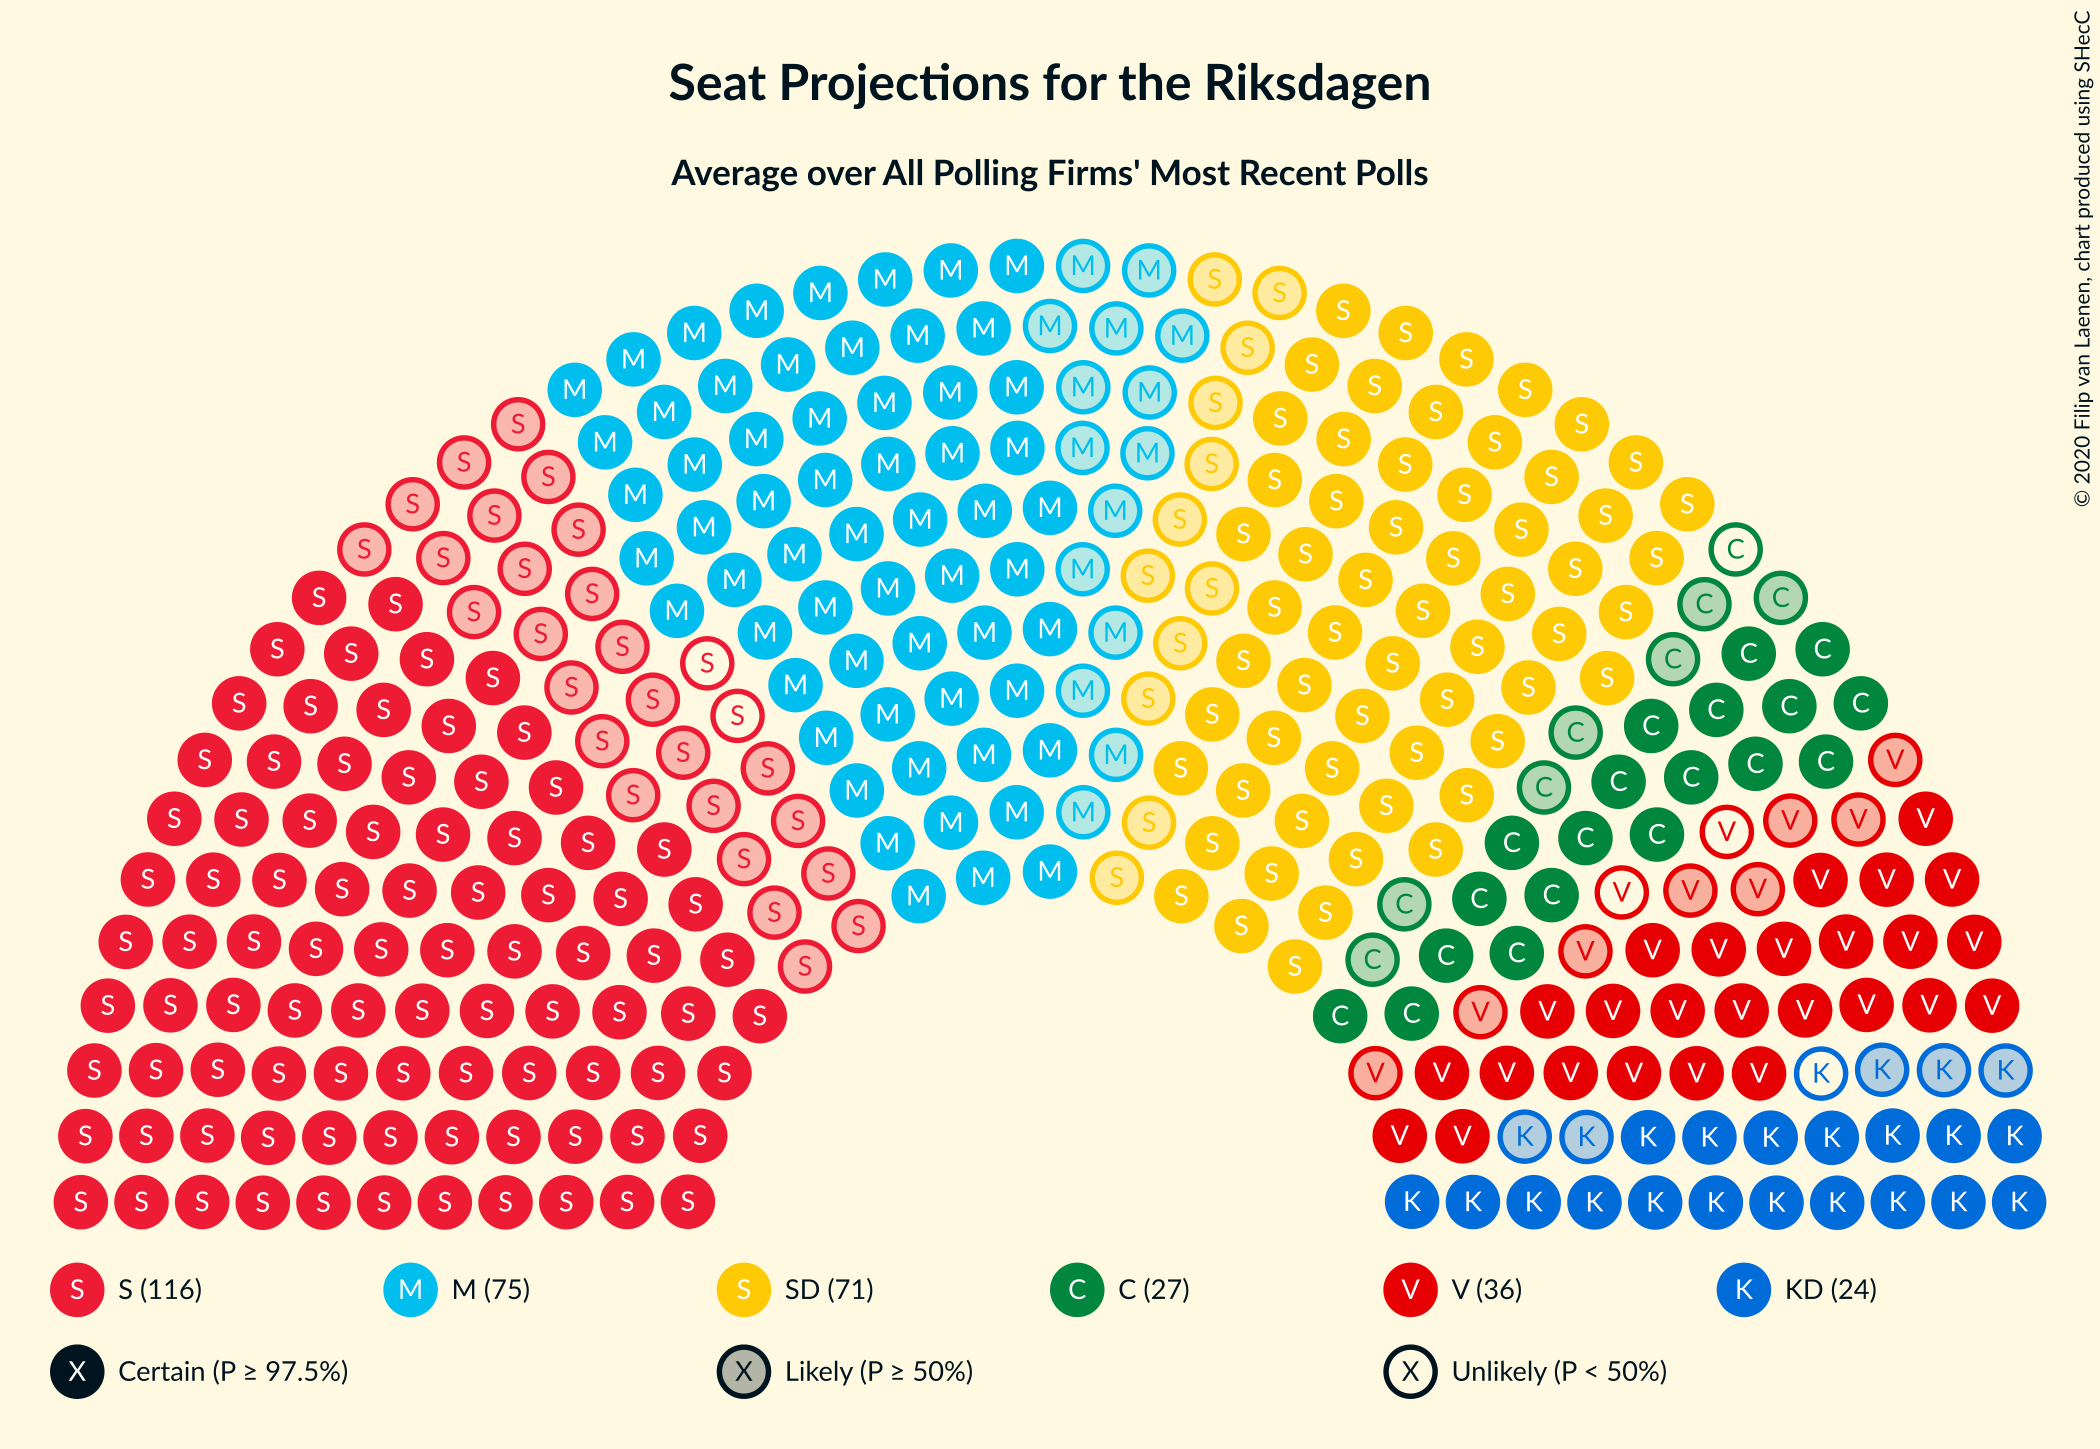 Seat Projections for the Riksdagen
Average over All Polling Firms' Most Recent Polls
© 2020 Filip van Laenen, chart produced using SHecC
S S (116)
M M (75)
S SD (71)
C C (27)
V V (36)
K KD (24)
X Certain (P ≥ 97.5%)
X Likely (P ≥ 50%)
X Unlikely (P < 50%)